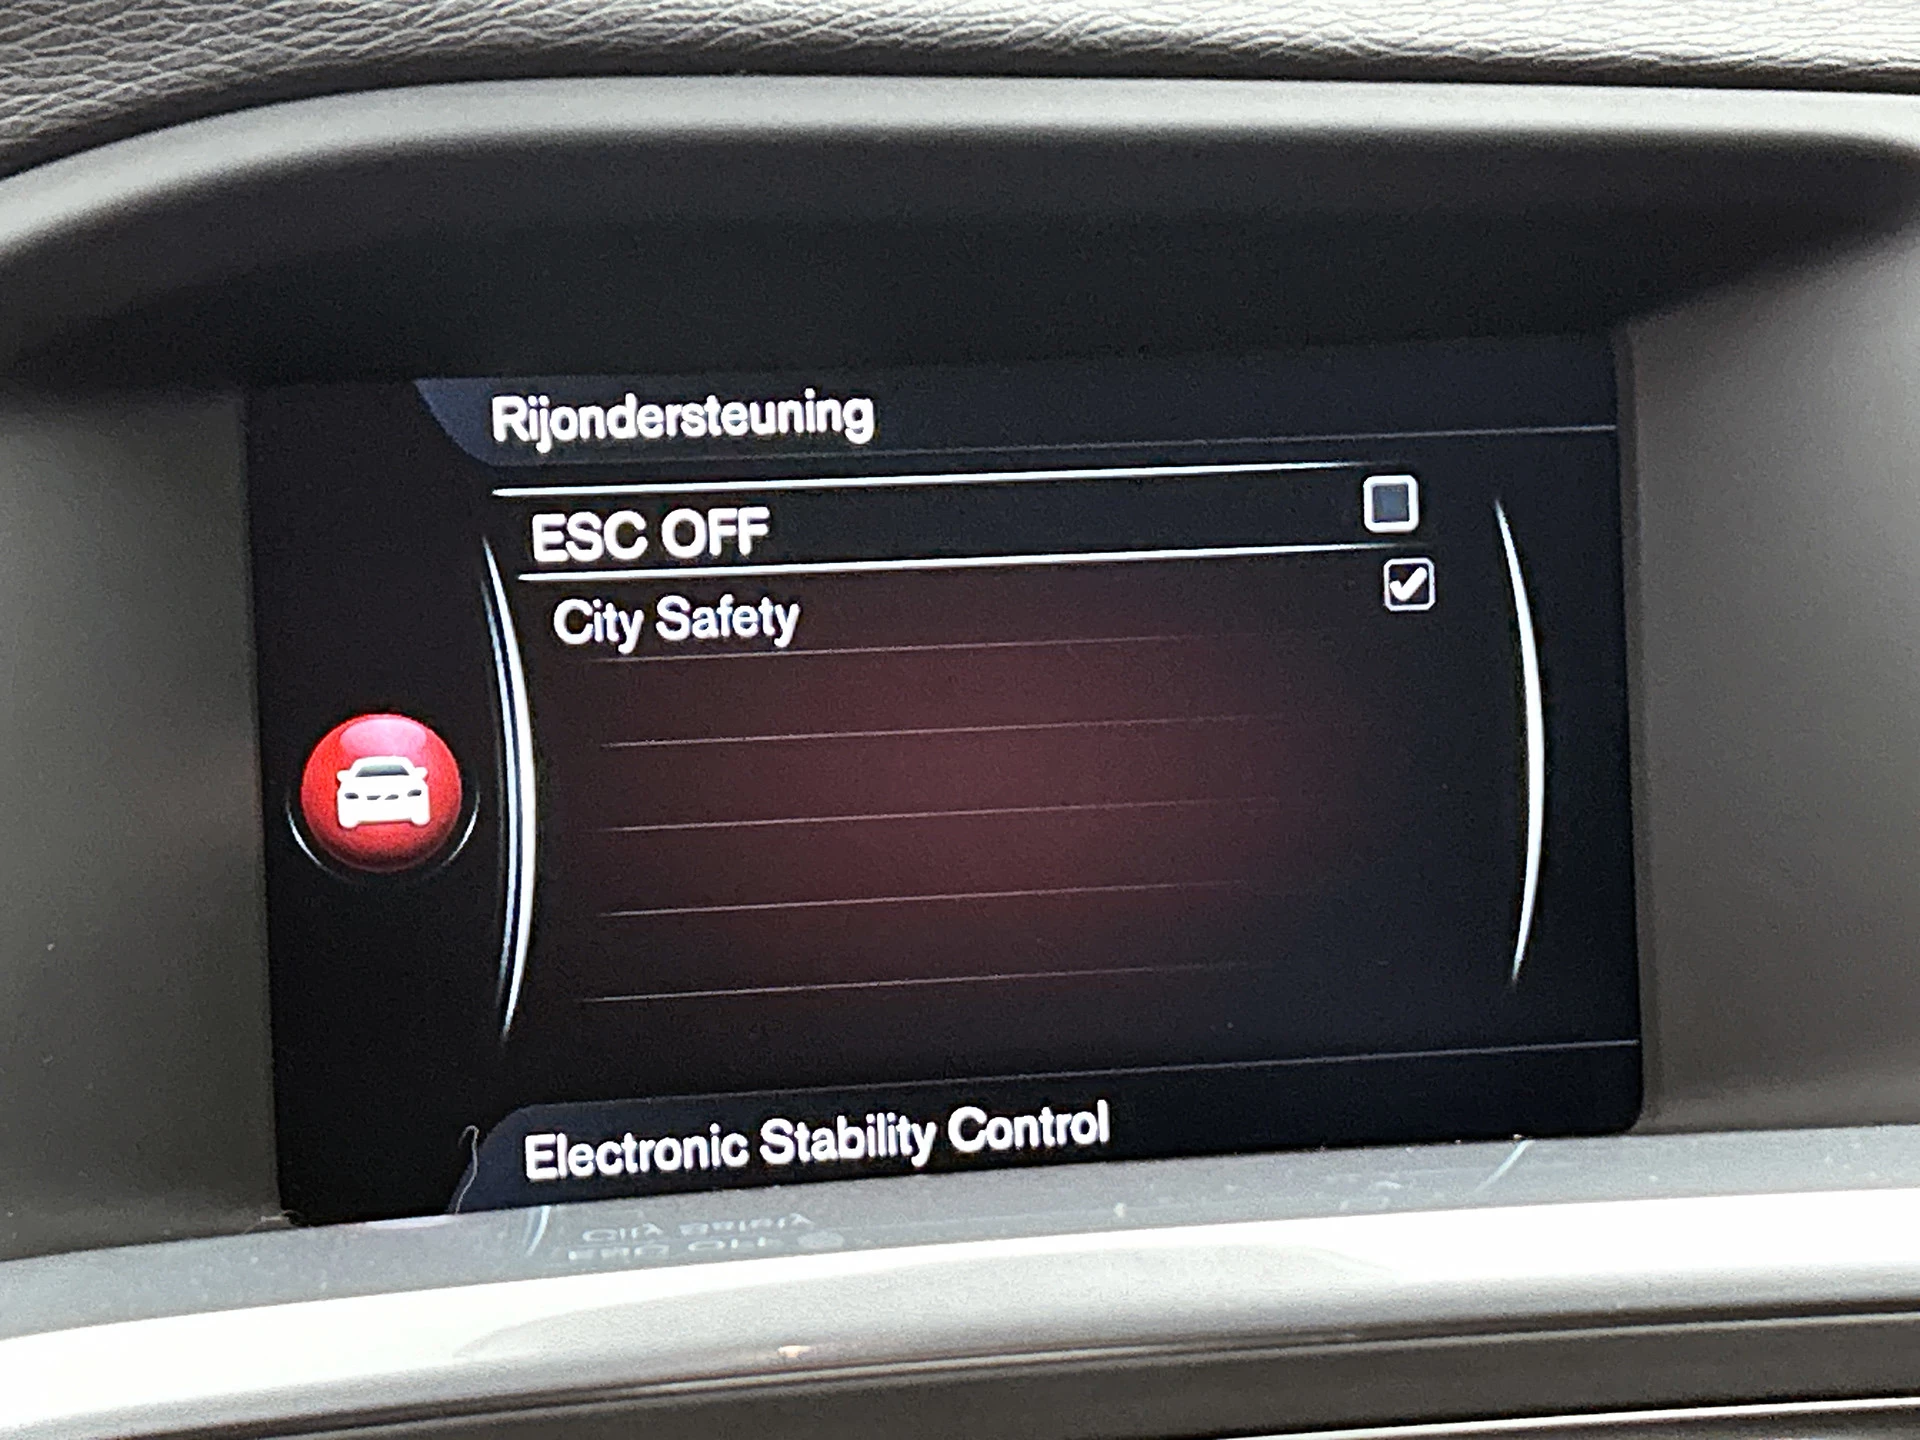 Rijondersteuning
ESC OFF
City Safety
Electronic Stability Control